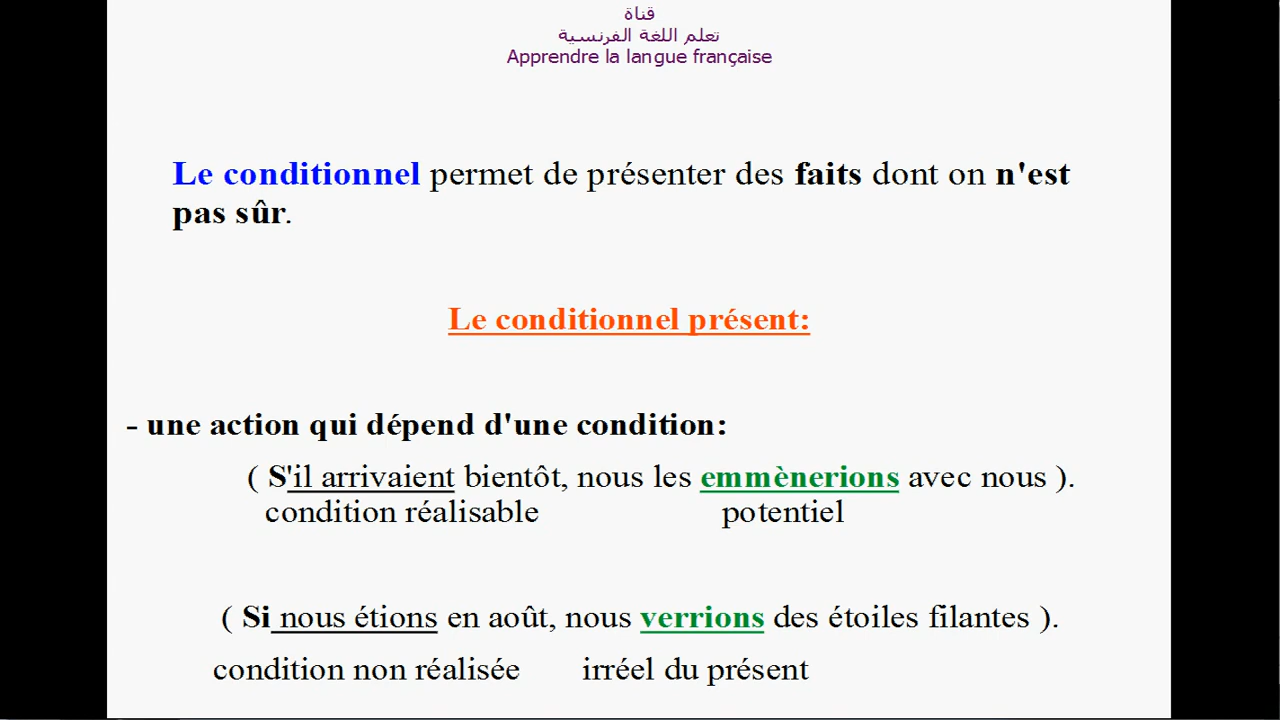 قناة
تعلم اللغة الفرنسية
Apprendre la langue française
Le conditionnel permet de présenter des faits dont on n'est
pas sûr.
Le conditionnel présent:
- une action qui dépend d'une condition:
( S'il arrivaient bientôt, nous les emmènerions avec nous ).
condition réalisable potentiel
( Si nous étions en août, nous verrions des étoiles filantes ).
condition non réalisée irréel du présent